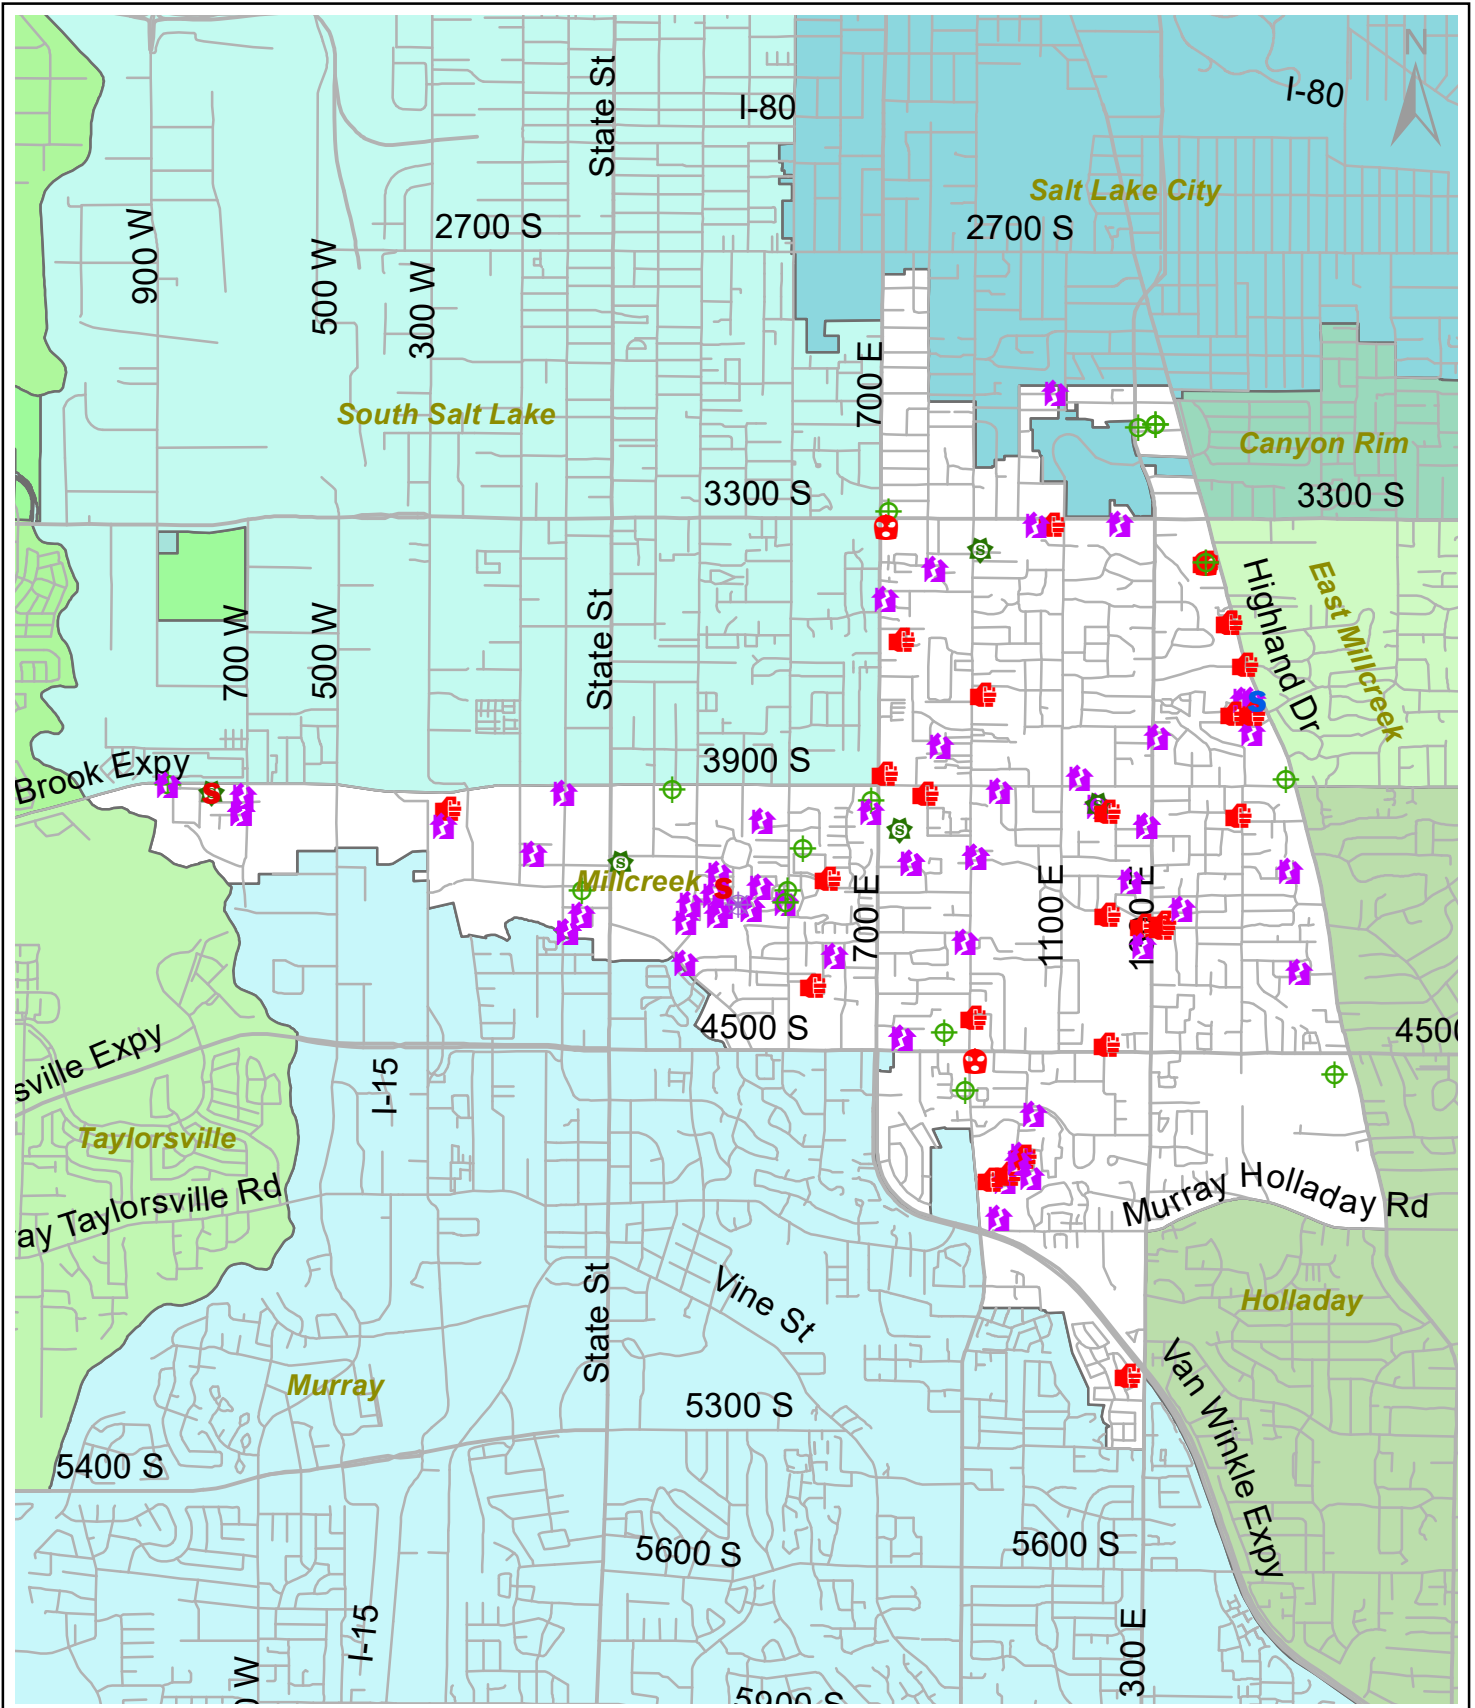 N
I-80
I-80
State St
Salt Lake City
2700 S
2700 S
900 W
500 W
300 W
700 E
South Salt Lake
Canyon Rim
3300 S
3300 S
Highland Dr
East Millcreek
State St
700 W
500 W
3900 S
Brook Expy
S
S
S
S
S
Millcreek
700 E
1100 E
4500 S
4500
sville Expy
I-15
Taylorsville
ay Taylorsville Rd
Murray Holladay Rd
State St
Vine St
Holladay
Van Winkle Expy
Murray
5300 S
5400 S
5600 S
5600 S
I-15
300 E
0 W
5900 S